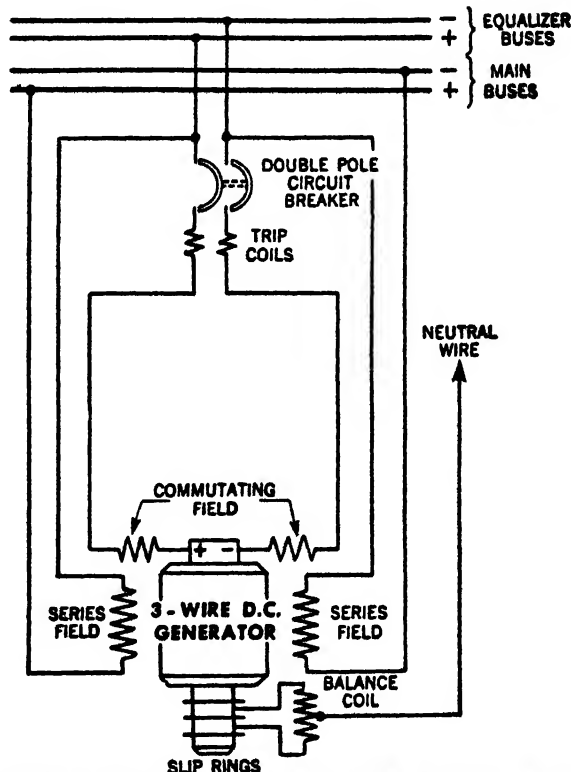 − EQUALIZER
+ BUSES
− MAIN
+ BUSES
DOUBLE POLE
CIRCUIT
BREAKER
TRIP
COILS
NEUTRAL
WIRE
COMMUTATING
FIELD
+ −
SERIES
FIELD
3-WIRE D.C.
GENERATOR
SERIES
FIELD
BALANCE
COIL
SLIP RINGS